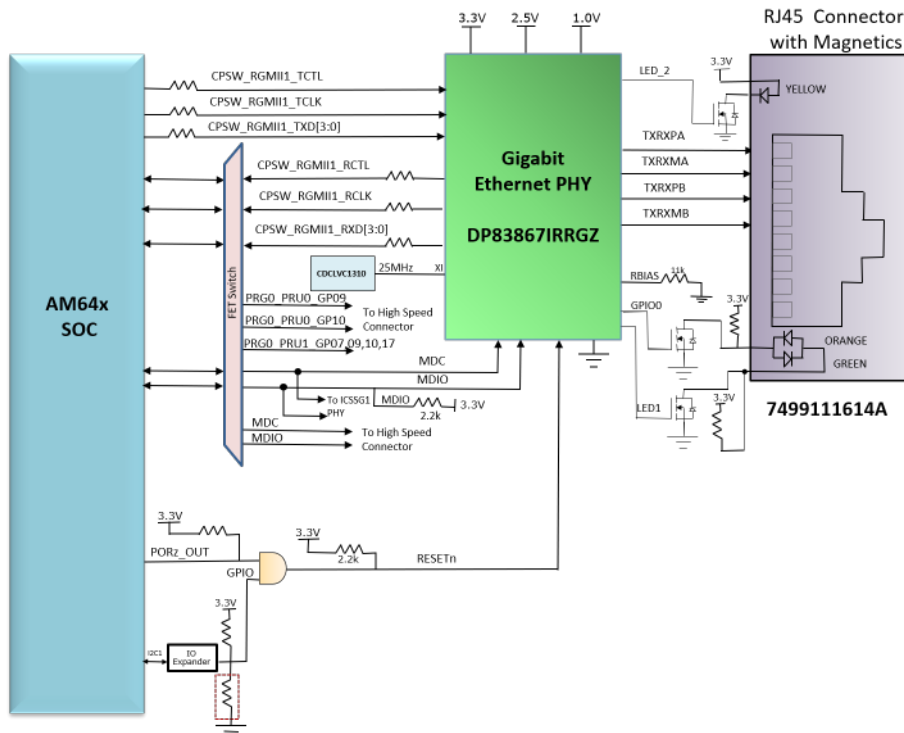 3.3V
2.5V
1.0V
RJ45 Connector
with Magnetics
CPSW_RGMII1_TCTL
CPSW_RGMII1_TCLK
CPSW_RGMII1_TXD[3:0]
LED_2
3.3V
YELLOW
Gigabit
Ethernet PHY
DP83867IRRGZ
TXRXPA
TXRXMA
TXRXPB
TXRXMB
CPSW_RGMII1_RCTL
CPSW_RGMII1_RCLK
CPSW_RGMII1_RXD[3:0]
CDCLVC1310
25MHz
XI
RBIAS
11k
GPIO0
3.3V
ORANGE
GREEN
AM64x
SOC
FET Switch
PRG0_PRU0_GP09
PRG0_PRU0_GP10
To High Speed
Connector
PRG0_PRU1_GP07,09,10,17
MDC
MDIO
To ICSSG1
PHY
MDIO
2.2k
3.3V
LED1
3.3V
7499111614A
MDC
MDIO
To High Speed
Connector
3.3V
PORz_OUT
GPIO
3.3V
2.2k
RESETn
3.3V
I2C1
IO
Expander